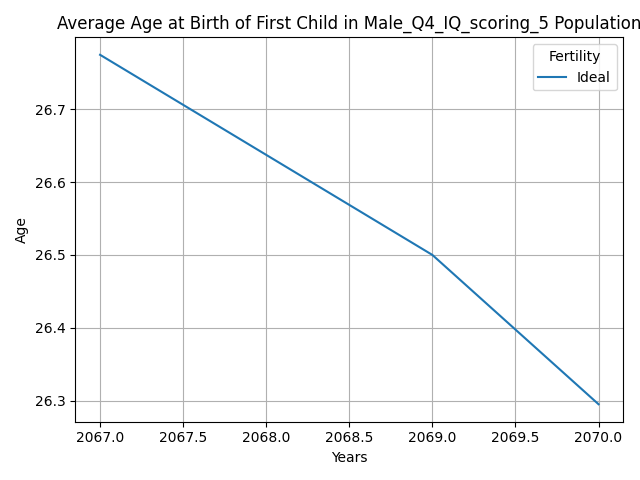 Average Age at Birth of First Child in Male_Q4_IQ_scoring_5 Population
Fertility
Ideal
Age
26.7
26.6
26.5
26.4
26.3
2067.0 2067.5 2068.0 2068.5 2069.0 2069.5 2070.0
Years